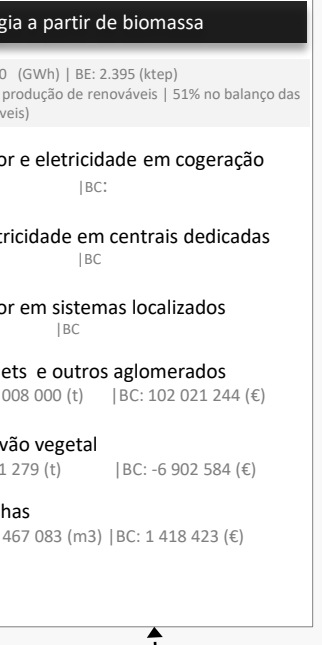 gia a partir de biomassa
0 (GWh) | BE: 2.395 (ktep)
produção de renováveis | 51% no balanço das
veis)
or e eletricidade em cogeração
|BC:
tricidade em centrais dedicadas
|BC
or em sistemas localizados
|BC
ets e outros aglomerados
008 000 (t) |BC: 102 021 244 (€)
vão vegetal
1 279 (t) |BC: -6 902 584 (€)
has
467 083 (m3) |BC: 1 418 423 (€)